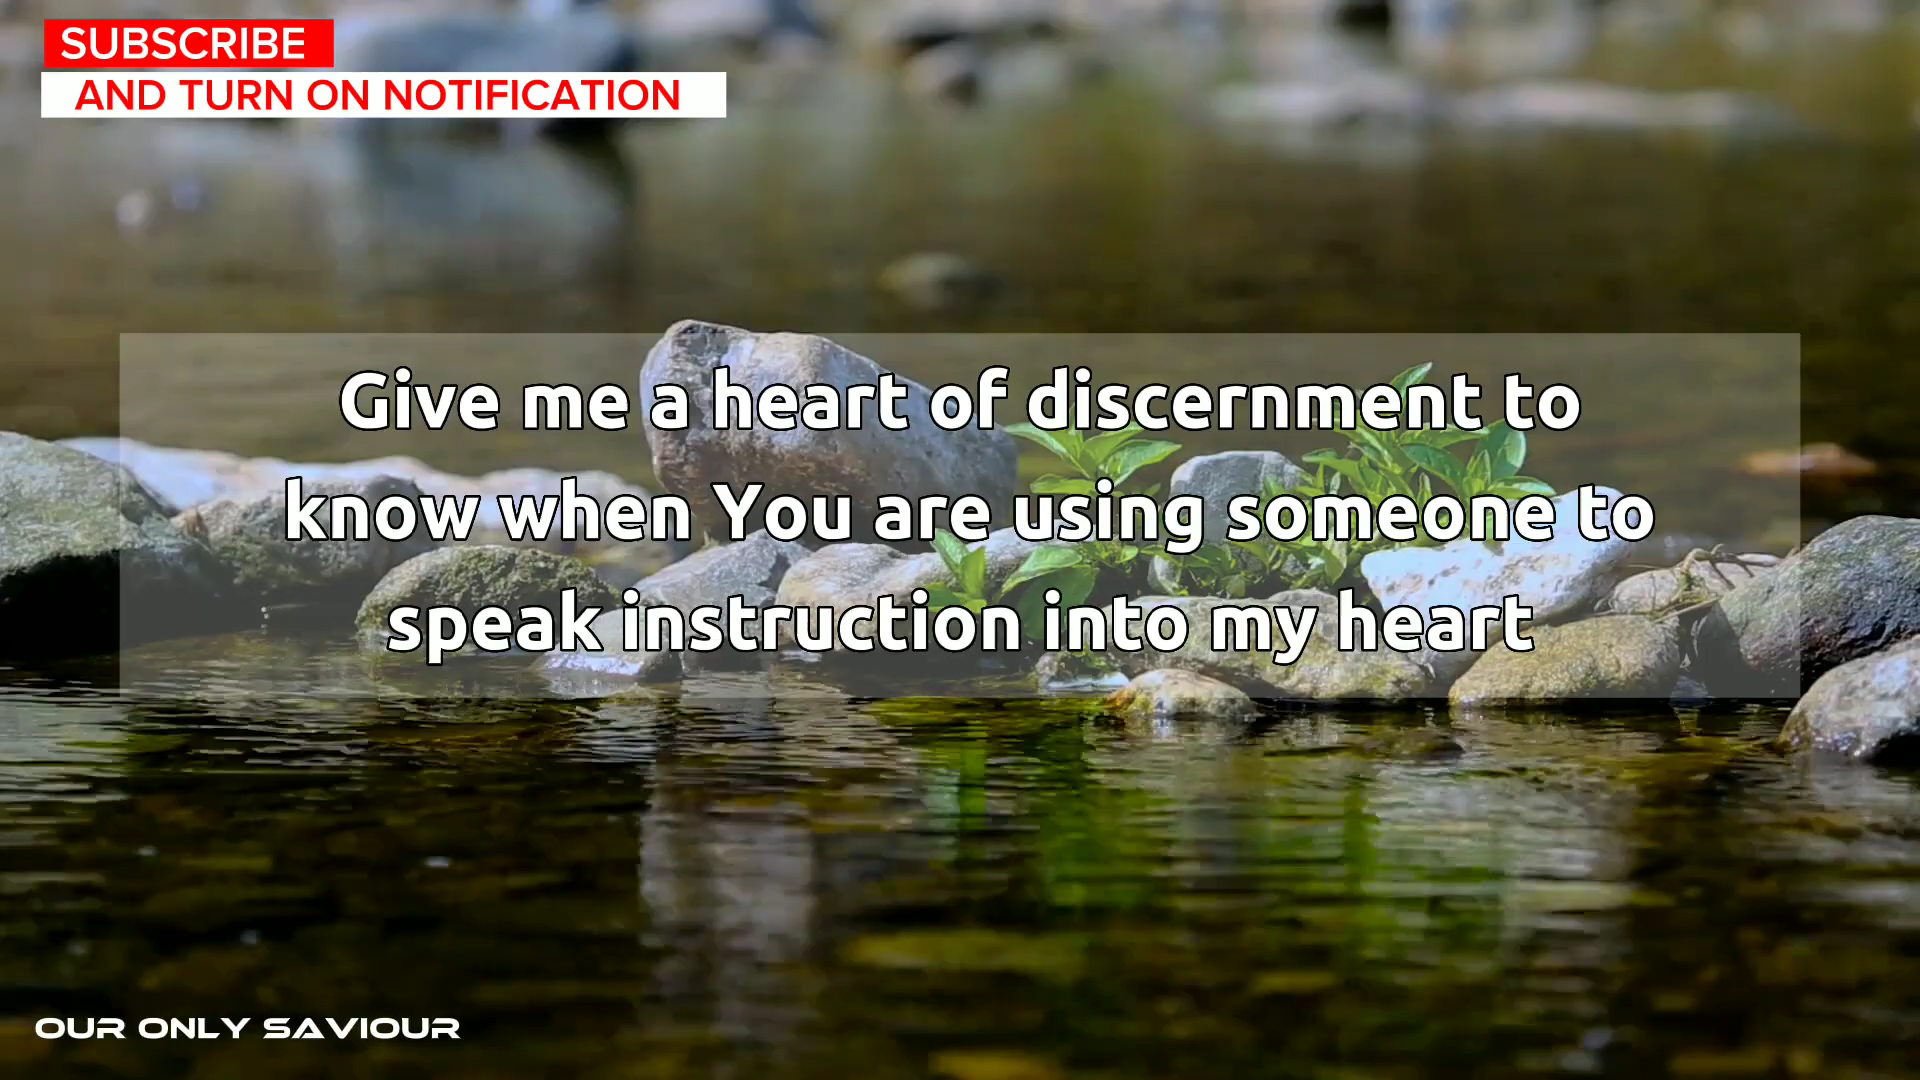 SUBSCRIBE
AND TURN ON NOTIFICATION
Give me a heart of discernment to
know when You are using someone to
speak instruction into my heart
OUR ONLY SAVIOUR